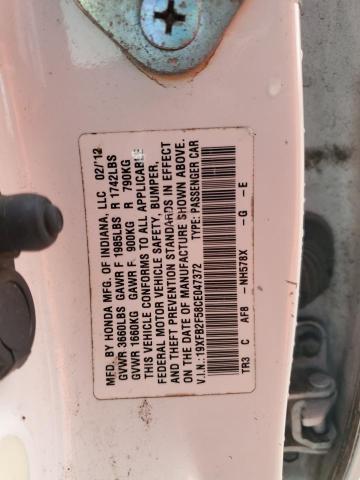 MFD. BY HONDA MFG. OF INDIANA, LLC 02/12
GVWR 3660LBS GAWR F 1985LBS R 1742LBS
GVWR 1660KG GAWR F 900KG R 790KG
THIS VEHICLE CONFORMS TO ALL APPLICABLE
FEDERAL MOTOR VEHICLE SAFETY, BUMPER,
AND THEFT PREVENTION STANDARDS IN EFFECT
ON THE DATE OF MANUFACTURE SHOWN ABOVE.
V.I.N.: 19XFB2F58CE047372 TYPE: PASSENGER CAR
TR3 C AF8 - NH578X - G - E